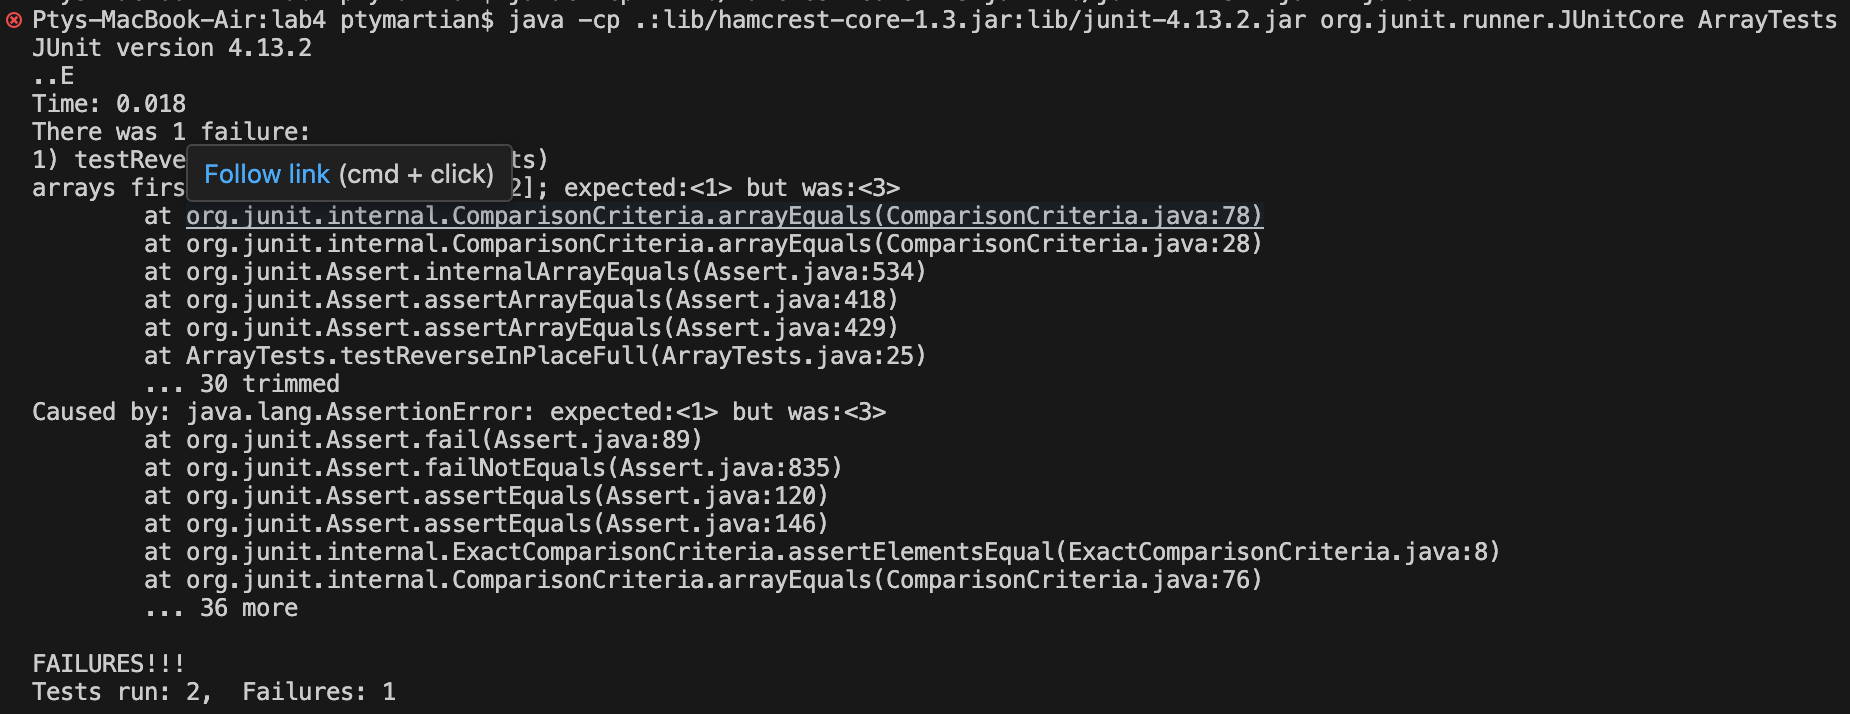 Ptys-MacBook-Air:lab4 ptymartian$ java -cp .:lib/hamcrest-core-1.3.jar:lib/junit-4.13.2.jar org.junit.runner.JUnitCore ArrayTests
JUnit version 4.13.2
..E
Time: 0.018
There was 1 failure:
1) testReve ts)
Follow link (cmd + click)
arrays firs 2]; expected:<1> but was:<3>
at org.junit.internal.ComparisonCriteria.arrayEquals(ComparisonCriteria.java:78)
at org.junit.internal.ComparisonCriteria.arrayEquals(ComparisonCriteria.java:28)
at org.junit.Assert.internalArrayEquals(Assert.java:534)
at org.junit.Assert.assertArrayEquals(Assert.java:418)
at org.junit.Assert.assertArrayEquals(Assert.java:429)
at ArrayTests.testReverseInPlaceFull(ArrayTests.java:25)
... 30 trimmed
Caused by: java.lang.AssertionError: expected:<1> but was:<3>
at org.junit.Assert.fail(Assert.java:89)
at org.junit.Assert.failNotEquals(Assert.java:835)
at org.junit.Assert.assertEquals(Assert.java:120)
at org.junit.Assert.assertEquals(Assert.java:146)
at org.junit.internal.ExactComparisonCriteria.assertElementsEqual(ExactComparisonCriteria.java:8)
at org.junit.internal.ComparisonCriteria.arrayEquals(ComparisonCriteria.java:76)
... 36 more
FAILURES!!!
Tests run: 2,  Failures: 1